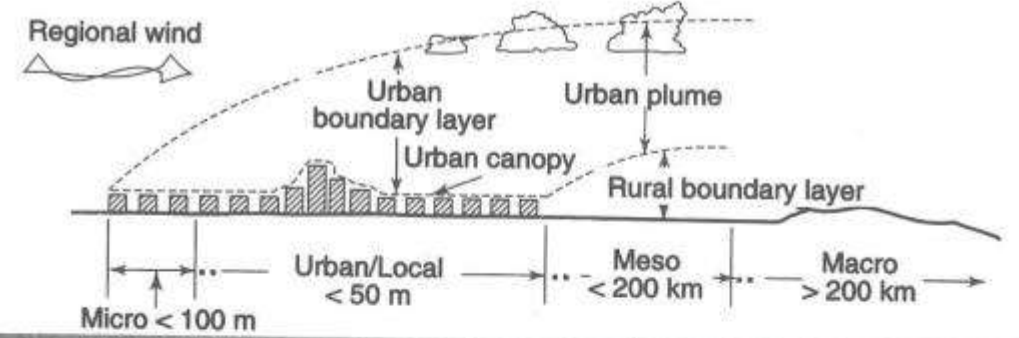 Regional wind
Urban
boundary layer
Urban plume
Urban canopy
Rural boundary layer
Urban/Local
< 50 m
Meso
< 200 km
Macro
> 200 km
Micro < 100 m